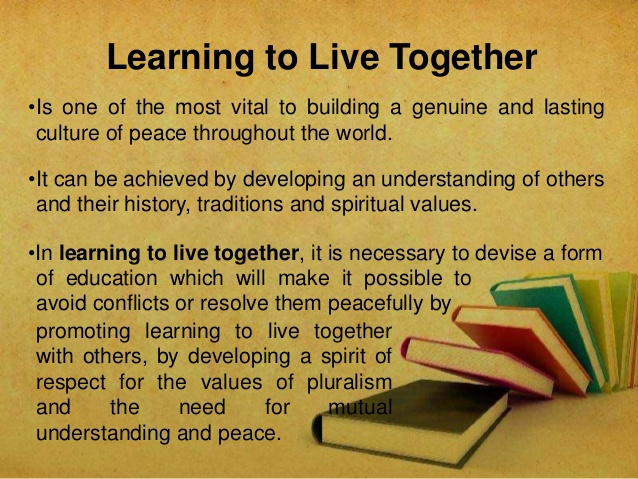 Learning to Live Together
•Is one of the most vital to building a genuine and lasting
culture of peace throughout the world.
•It can be achieved by developing an understanding of others
and their history, traditions and spiritual values.
•In learning to live together, it is necessary to devise a form
of education which will make it possible to
avoid conflicts or resolve them peacefully by
promoting learning to live together
with others, by developing a spirit of
respect for the values of pluralism
and the need for mutual
understanding and peace.